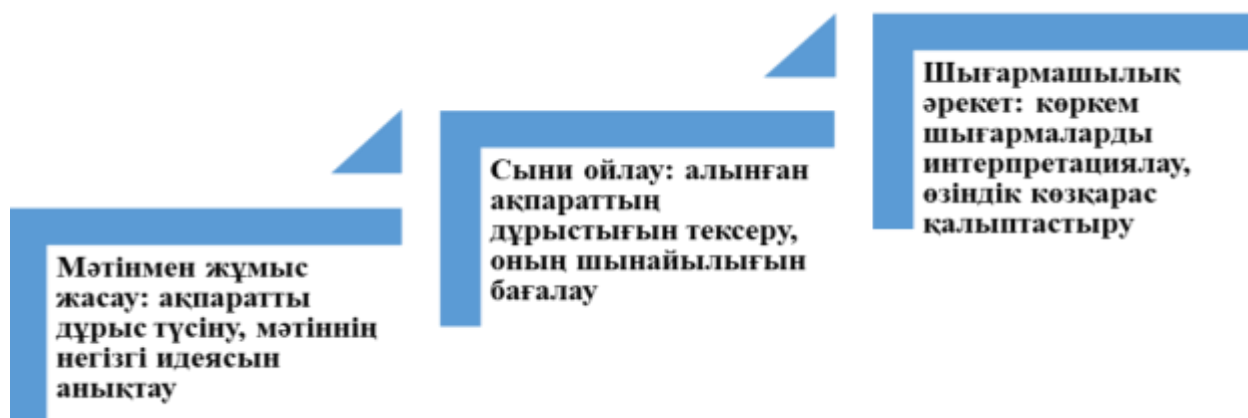 Мәтінмен жұмыс
жасау: ақпаратты
дұрыс түсіну, мәтіннің
негізгі идеясын
анықтау
Сыни ойлау: алынған
ақпараттың
дұрыстығын тексеру,
оның шынайылығын
бағалау
Шығармашылық
әрекет: көркем
шығармаларды
интерпретациялау,
өзіндік көзқарас
қалыптастыру